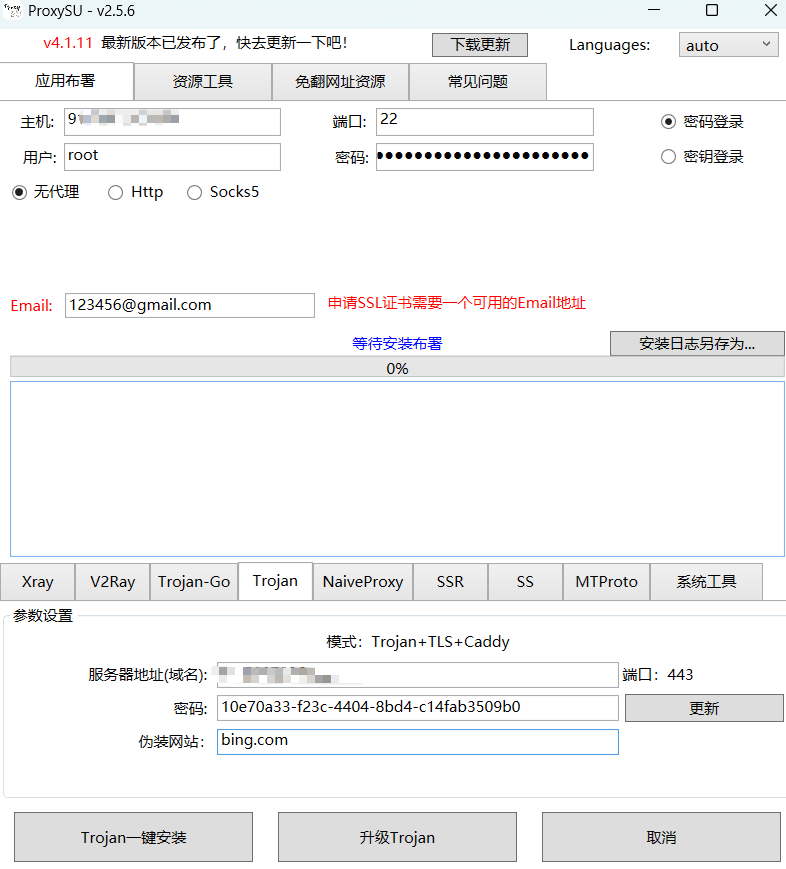 ProxySU - v2.5.6
v4.1.11 最新版本已发布了，快去更新一下吧！ 下载更新 Languages: auto
应用布署 资源工具 免翻网址资源 常见问题
主机: 9 端口: 22 密码登录
用户: root 密码: ●●●●●●●●●●●●●●●●●●●●●●● 密钥登录
无代理 Http Socks5
Email: 123456@gmail.com 申请SSL证书需要一个可用的Email地址
等待安装布署 安装日志另存为...
0%
Xray V2Ray Trojan-Go Trojan NaiveProxy SSR SS MTProto 系统工具
参数设置
模式：Trojan+TLS+Caddy
服务器地址(域名): 端口：443
密码: 10e70a33-f23c-4404-8bd4-c14fab3509b0 更新
伪装网站： bing.com
Trojan一键安装 升级Trojan 取消